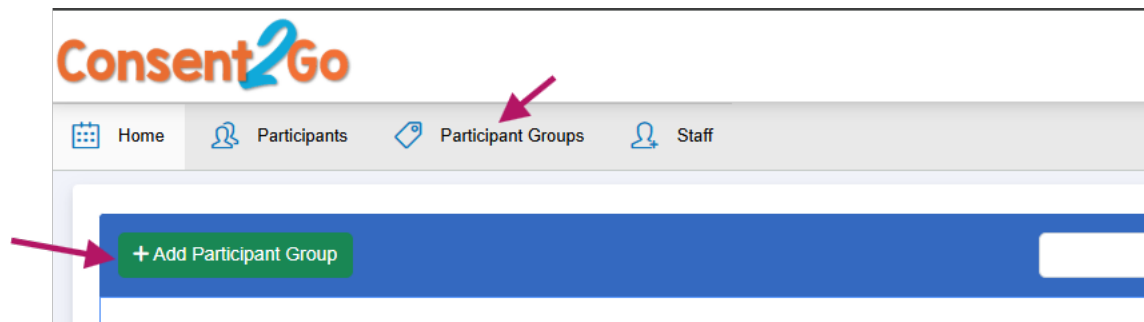 Consent2Go
Home Participants Participant Groups Staff
+ Add Participant Group